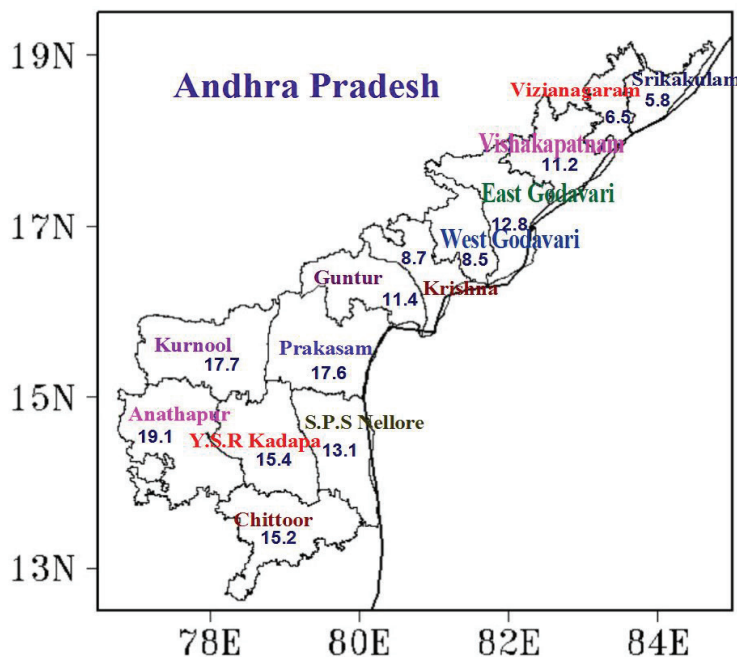 19N
Andhra Pradesh
Vizianagaram
Srikakulam
5.8
6.5
Vishakapatnam
11.2
East Godavari
17N
12.8
West Godavari
8.7
8.5
Guntur
Krishna
11.4
Kurnool
17.7
Prakasam
17.6
15N
Anathapur
19.1
S.P.S Nellore
Y.S.R Kadapa
13.1
15.4
Chittoor
15.2
13N
78E 80E 82E 84E